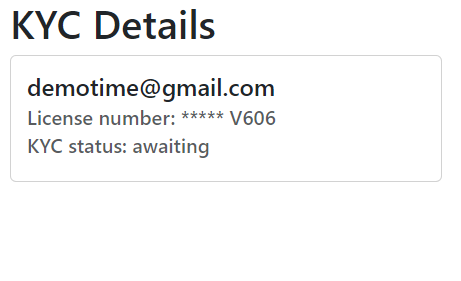 KYC Details
demotime@gmail.com
License number: ***** V606
KYC status: awaiting